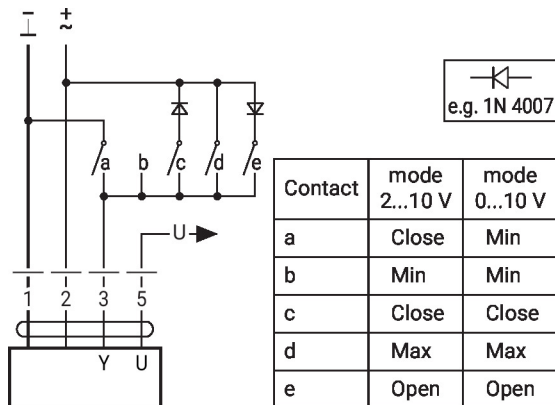 ⊥ ~
− +
e.g. 1N 4007
a b c d e
U
1 2 3 5
Y U
Contact mode 2...10 V mode 0...10 V
a Close Min
b Min Min
c Close Close
d Max Max
e Open Open